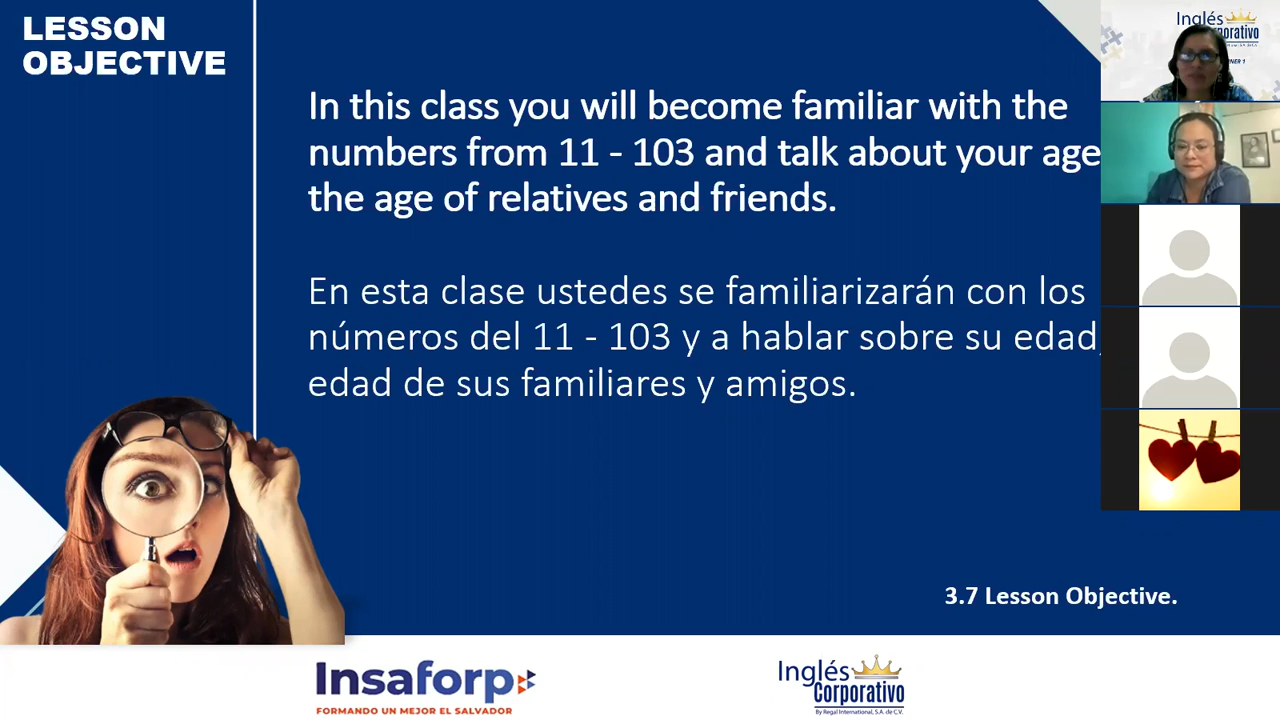 LESSON
OBJECTIVE
In this class you will become familiar with the
numbers from 11 - 103 and talk about your age
the age of relatives and friends.
En esta clase ustedes se familiarizarán con los
números del 11 - 103 y a hablar sobre su edad,
edad de sus familiares y amigos.
3.7 Lesson Objective.
Insaforp
FORMANDO UN MEJOR EL SALVADOR
Inglés
Corporativo
By Regal International, S.A. de C.V.
Inglés